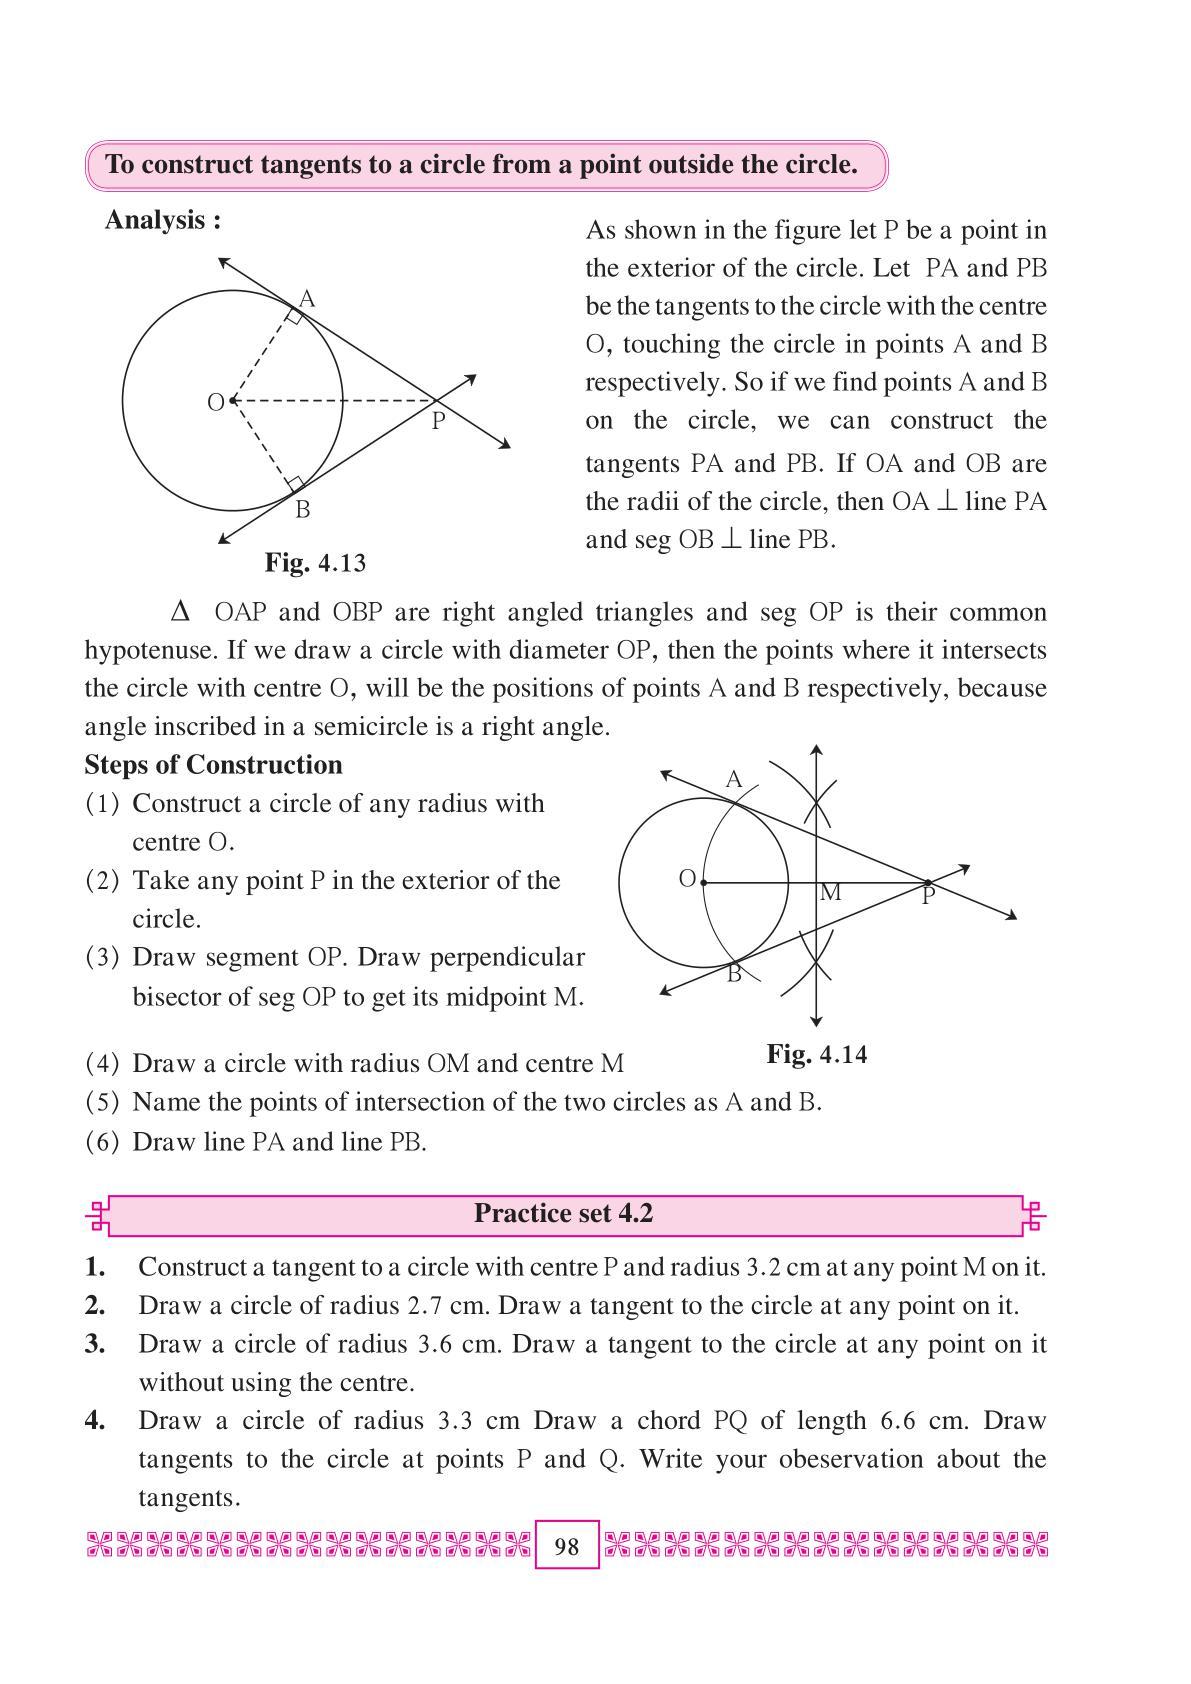 To construct tangents to a circle from a point outside the circle.
Analysis :
A
O
P
B
Fig. 4.13
As shown in the figure let P be a point in
the exterior of the circle. Let PA and PB
be the tangents to the circle with the centre
O, touching the circle in points A and B
respectively. So if we find points A and B
on the circle, we can construct the
tangents PA and PB. If OA and OB are
the radii of the circle, then OA ⊥ line PA
and seg OB ⊥ line PB.
Δ OAP and OBP are right angled triangles and seg OP is their common
hypotenuse. If we draw a circle with diameter OP, then the points where it intersects
the circle with centre O, will be the positions of points A and B respectively, because
angle inscribed in a semicircle is a right angle.
Steps of Construction
(1) Construct a circle of any radius with
centre O.
(2) Take any point P in the exterior of the
circle.
(3) Draw segment OP. Draw perpendicular
bisector of seg OP to get its midpoint M.
A
O
M
P
B
Fig. 4.14
(4) Draw a circle with radius OM and centre M
(5) Name the points of intersection of the two circles as A and B.
(6) Draw line PA and line PB.
Practice set 4.2
1. Construct a tangent to a circle with centre P and radius 3.2 cm at any point M on it.
2. Draw a circle of radius 2.7 cm. Draw a tangent to the circle at any point on it.
3. Draw a circle of radius 3.6 cm. Draw a tangent to the circle at any point on it
without using the centre.
4. Draw a circle of radius 3.3 cm Draw a chord PQ of length 6.6 cm. Draw
tangents to the circle at points P and Q. Write your obeservation about the
tangents.
98